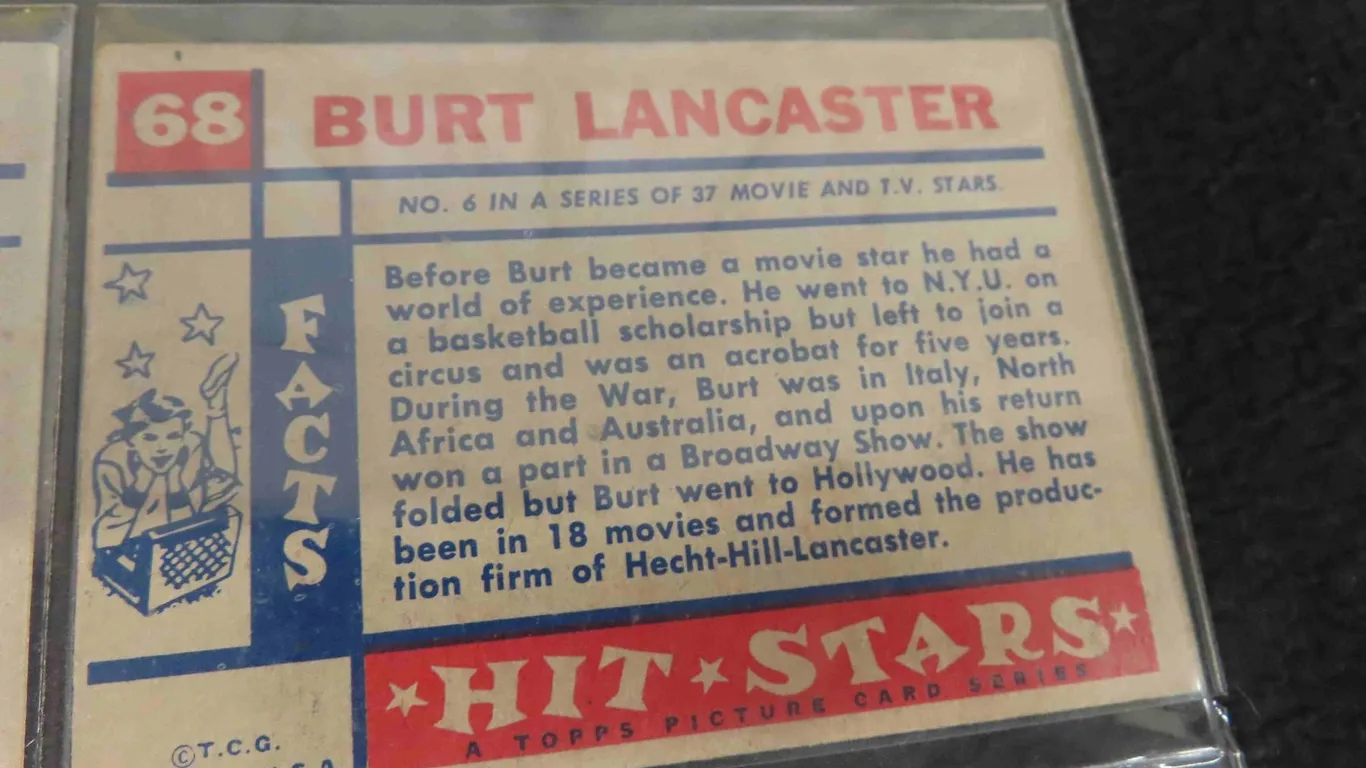 68
BURT LANCASTER
NO. 6 IN A SERIES OF 37 MOVIE AND T.V. STARS.
FACTS
Before Burt became a movie star he had a
world of experience. He went to N.Y.U. on
a basketball scholarship but left to join a
circus and was an acrobat for five years.
During the War, Burt was in Italy, North
Africa and Australia, and upon his return
won a part in a Broadway Show. The show
folded but Burt went to Hollywood. He has
been in 18 movies and formed the produc-
tion firm of Hecht-Hill-Lancaster.
HIT STARS
A TOPPS PICTURE CARD SERIES
©T.C.G.